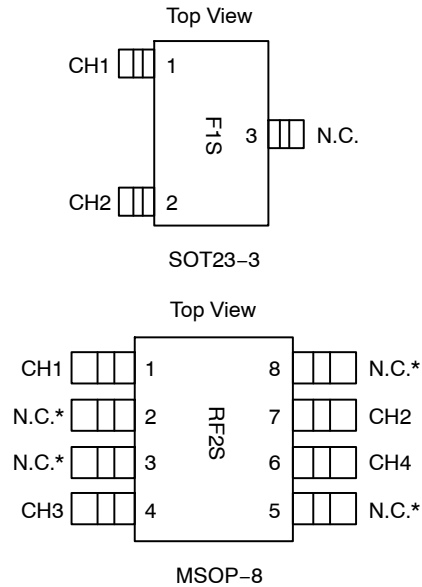 Top View
CH1 1
F1S 3 N.C.
CH2 2
SOT23–3
Top View
CH1 1 8 N.C.*
N.C.* 2 7 CH2
RF2S
N.C.* 3 6 CH4
CH3 4 5 N.C.*
MSOP–8